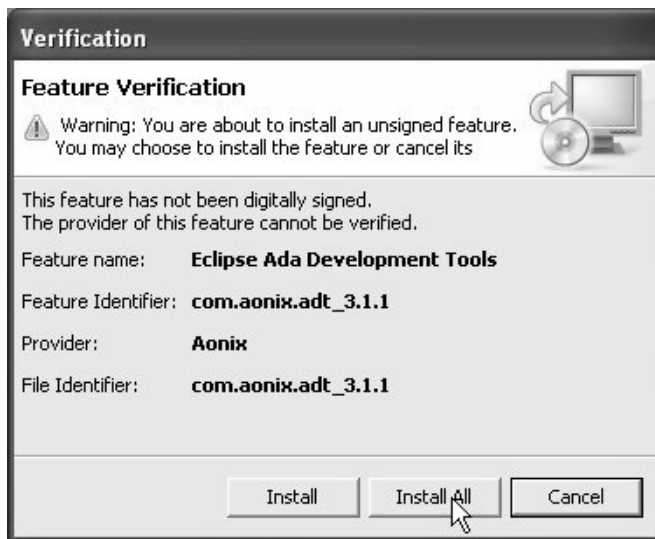 Verification
Feature Verification
Warning: You are about to install an unsigned feature.
You may choose to install the feature or cancel its
This feature has not been digitally signed.
The provider of this feature cannot be verified.
Feature name: Eclipse Ada Development Tools
Feature Identifier: com.aonix.adt_3.1.1
Provider: Aonix
File Identifier: com.aonix.adt_3.1.1
Install Install All Cancel